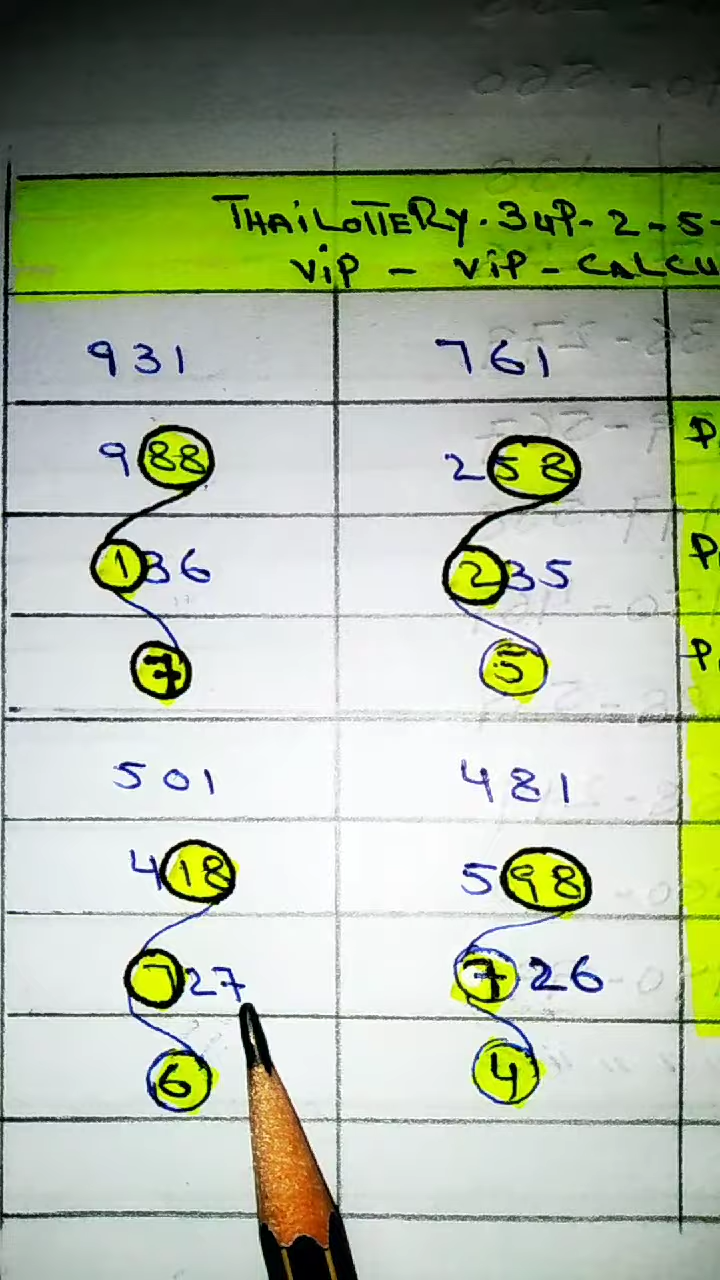 THAILOTTERY. 34P- 2-5-
VIP - VIP - CALCU
931 761
988 258 P
136 235 P
7 5 P
501 481
418 598
727 726
6 4